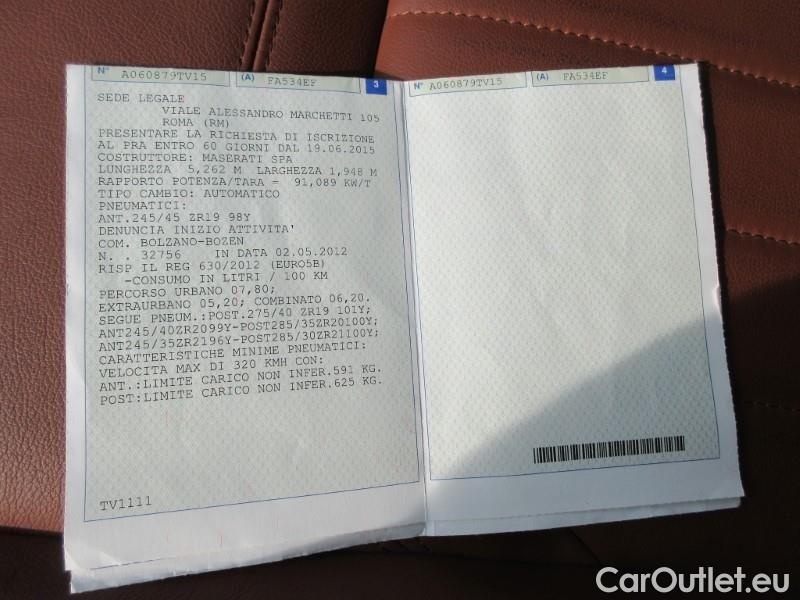 N° A060879TV15 (A) FA534EF 3
SEDE LEGALE
VIALE ALESSANDRO MARCHETTI 105
ROMA (RM)
PRESENTARE LA RICHIESTA DI ISCRIZIONE
AL PRA ENTRO 60 GIORNI DAL 19.06.2015
COSTRUTTORE: MASERATI SPA
LUNGHEZZA 5,262 M LARGHEZZA 1,948 M
RAPPORTO POTENZA/TARA = 91,089 KW/T
TIPO CAMBIO: AUTOMATICO
PNEUMATICI:
ANT.245/45 ZR19 98Y
DENUNCIA INIZIO ATTIVITA'
COM. BOLZANO-BOZEN
N. . 32756 IN DATA 02.05.2012
RISP IL REG 630/2012 (EURO5B)
-CONSUMO IN LITRI / 100 KM
PERCORSO URBANO 07,80;
EXTRAURBANO 05,20; COMBINATO 06,20.
SEGUE PNEUM.:POST.275/40 ZR19 101Y;
ANT245/40ZR2099Y-POST285/35ZR20100Y;
ANT245/35ZR2196Y-POST285/30ZR21100Y;
CARATTERISTICHE MINIME PNEUMATICI:
VELOCITA MAX DI 320 KMH CON:
ANT.:LIMITE CARICO NON INFER.591 KG.
POST:LIMITE CARICO NON INFER.625 KG.
TV1111
N° A060879TV15 (A) FA534EF 4
CarOutlet.eu